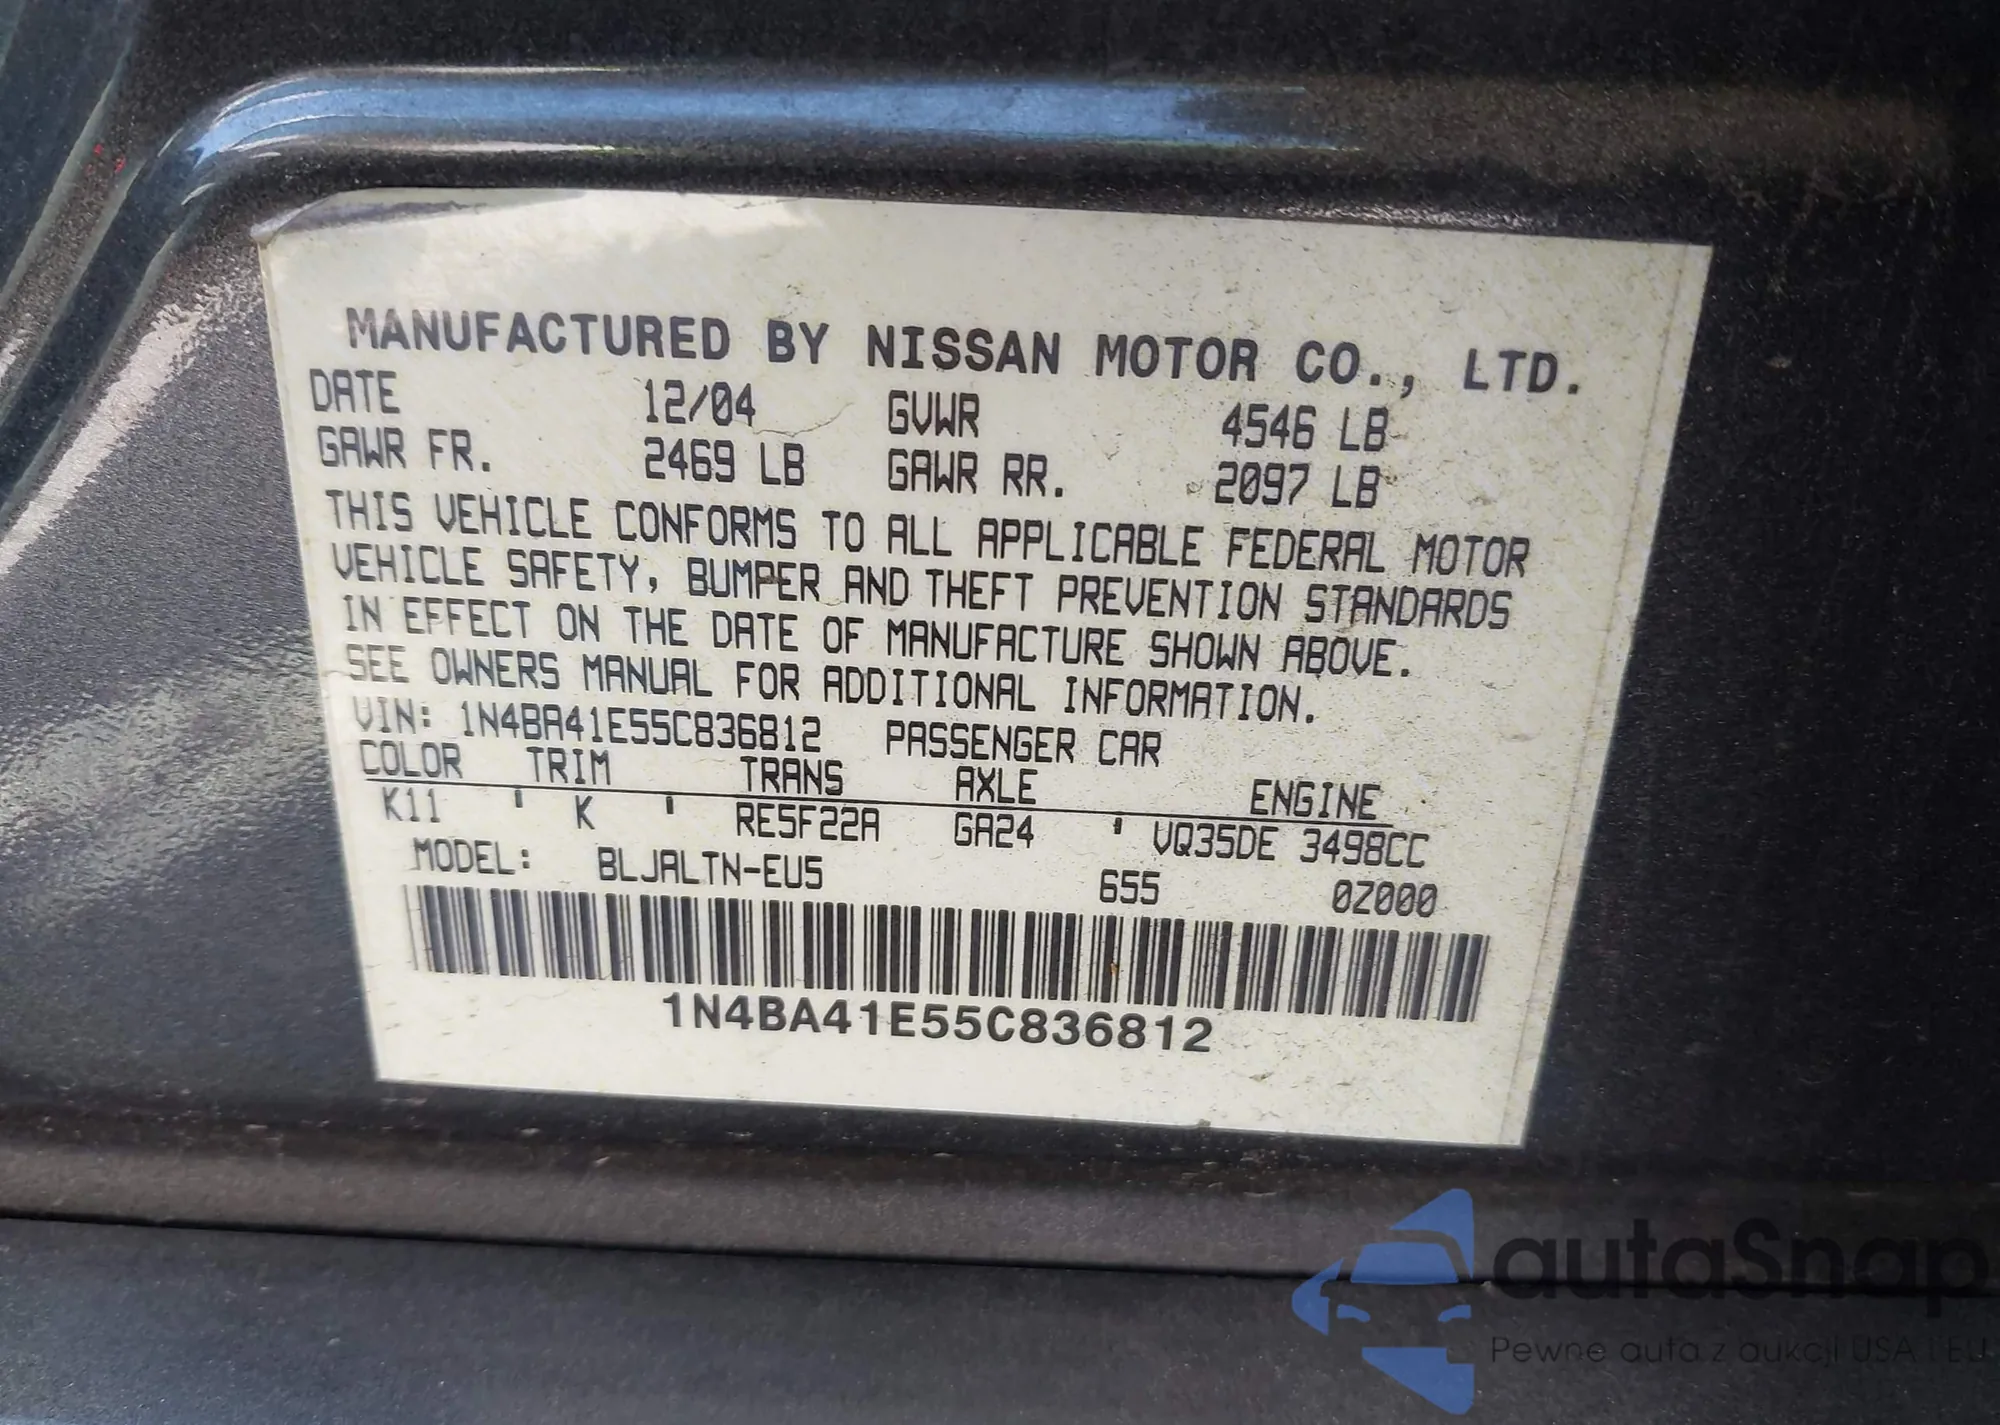 MANUFACTURED BY NISSAN MOTOR CO., LTD.
DATE 12/04 GVWR 4546 LB
GAWR FR. 2469 LB GAWR RR. 2097 LB
THIS VEHICLE CONFORMS TO ALL APPLICABLE FEDERAL MOTOR
VEHICLE SAFETY, BUMPER AND THEFT PREVENTION STANDARDS
IN EFFECT ON THE DATE OF MANUFACTURE SHOWN ABOVE.
SEE OWNERS MANUAL FOR ADDITIONAL INFORMATION.
VIN: 1N4BA41E55C836812 PASSENGER CAR
COLOR TRIM TRANS AXLE ENGINE
K11 ' K ' RE5F22A GA24 ' VQ35DE 3498CC
MODEL: BLJALTN-EU5 655 0Z000
1N4BA41E55C836812
autaSnap
Pewne auta z aukcji USA i EU